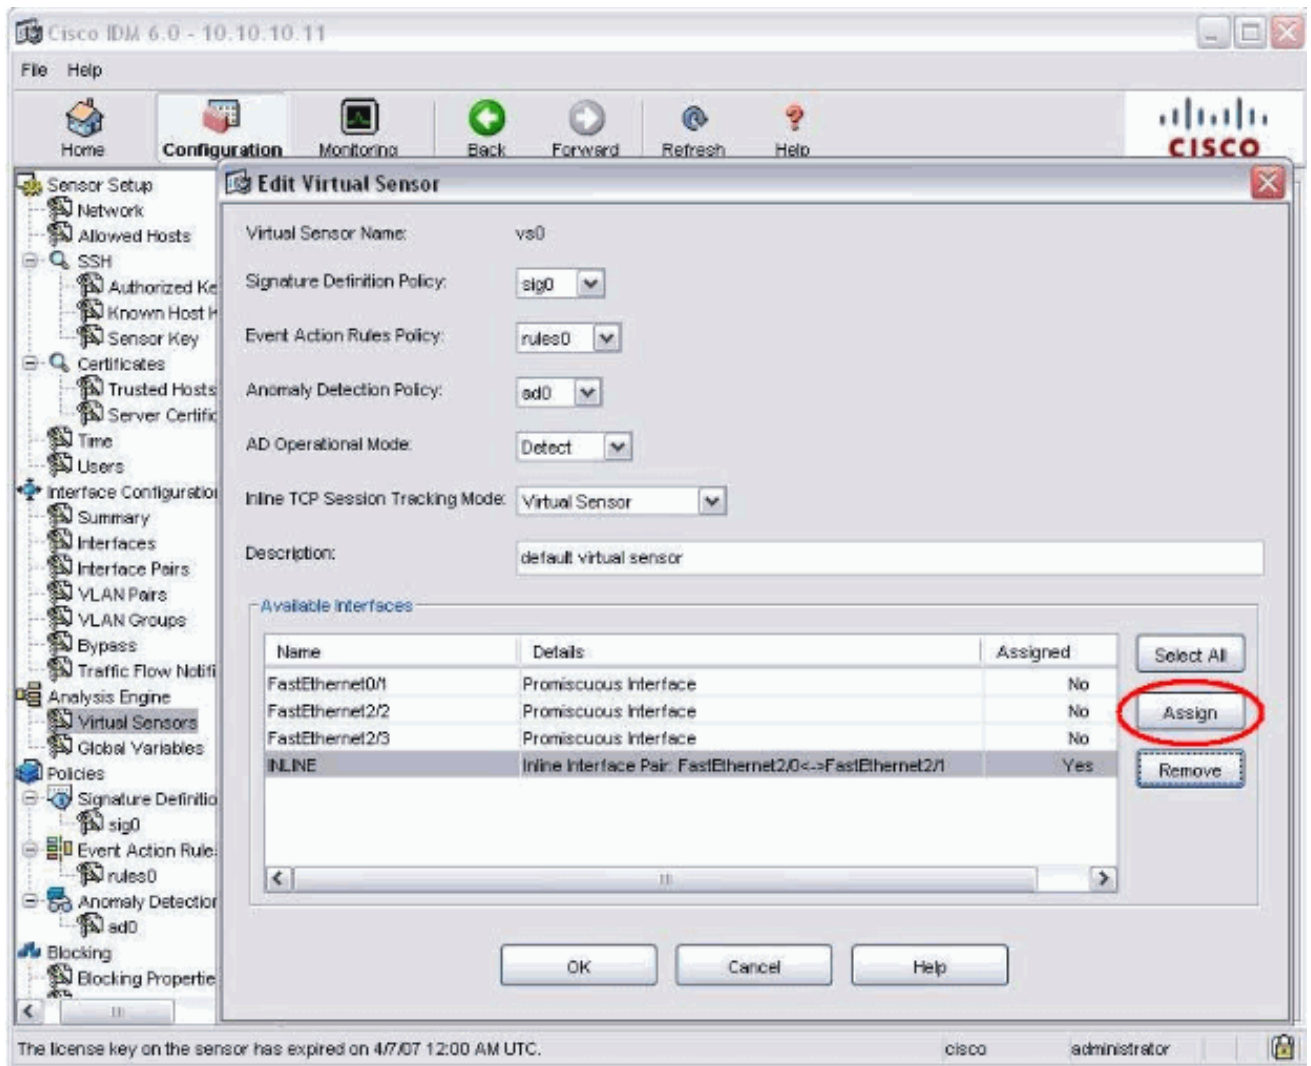 Cisco IDM 6.0 - 10.10.10.11
File Help
Home Configuration Monitoring Back Forward Refresh Help
CISCO
Sensor Setup
Network
Allowed Hosts
SSH
Authorized Ke
Known Host
Sensor Key
Certificates
Trusted Hosts
Server Certific
Time
Users
Interface Configuration
Summary
Interfaces
Interface Pairs
VLAN Pairs
VLAN Groups
Bypass
Traffic Flow Notifi
Analysis Engine
Virtual Sensors
Global Variables
Policies
Signature Definitio
sig0
Event Action Rule
rules0
Anomaly Detection
ad0
Blocking
Blocking Propertie
Edit Virtual Sensor
Virtual Sensor Name: vs0
Signature Definition Policy: sig0
Event Action Rules Policy: rules0
Anomaly Detection Policy: ad0
AD Operational Mode: Detect
Inline TCP Session Tracking Mode: Virtual Sensor
Description: default virtual sensor
Available Interfaces
Name Details Assigned
FastEthernet0/1 Promiscuous Interface No
FastEthernet2/2 Promiscuous Interface No
FastEthernet2/3 Promiscuous Interface No
INLINE Inline Interface Pair: FastEthernet2/0<->FastEthernet2/1 Yes
Select All
Assign
Remove
OK Cancel Help
The license key on the sensor has expired on 4/7/07 12:00 AM UTC. cisco administrator